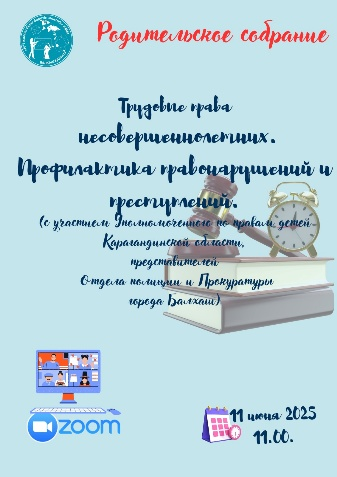 Родительское собрание
Трудовые права
несовершеннолетних.
Профилактика правонарушений и
преступлений.
(с участием Уполномоченного по правам детей
Карагандинской области,
представителей
Отдела полиции и Прокуратуры
города Балхаш)
zoom
11 июня 2025
11.00.